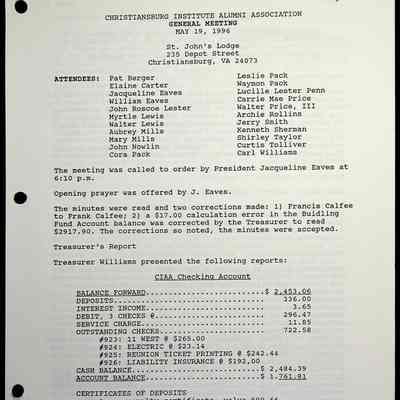 CHRISTIANSBURG INSTITUTE ALUMNI ASSOCIATION
GENERAL MEETING
MAY 19, 1996
St. John's Lodge
235 Depot Street
Christiansburg, VA 24073
ATTENDEES: Pat Berger
Elaine Carter
Jacqueline Eaves
William Eaves
John Roscoe Lester
Myrtle Lewis
Walter Lewis
Aubrey Mills
Mary Mills
John Nowlin
Cora Pack
Leslie Pack
Waymon Pack
Lucille Lester Penn
Carrie Mae Price
Walter Price, III
Archie Rollins
Jerry Smith
Kenneth Sherman
Shirley Taylor
Curtis Tolliver
Carl Williams
The meeting was called to order by President Jacqueline Eaves at
6:10 p.m.
Opening prayer was offered by J. Eaves.
The minutes were read and two corrections made: 1) Francis Calfee
to Frank Calfee; 2) a $17.00 calculation error in the Buidling
Fund Account balance was corrected by the Treasurer to read
$2917.90. The corrections so noted, the minutes were accepted.
Treasurer's Report
Treasurer Williams presented the following reports:
CIAA Checking Account
BALANCE FORWARD..........................$ 2,453.06
DEPOSITS................................. 336.00
INTEREST INCOME.......................... 3.65
DEBIT, 3 CHECKS @........................ 296.47
SERVICE CHARGE........................... 11.85
OUTSTANDING CHECKS....................... 722.58
#923: 11 WEST @ $265.00
#924: ELECTRIC @ $23.14
#925: REUNION TICKET PRINTING @ $242.44
#926: LIABILITY INSURANCE @ $192.00
CASH BALANCE.............................$ 2,484.39
ACCOUNT BALANCE..........................$ 1,761.81
CERTIFICATES OF DEPOSITS